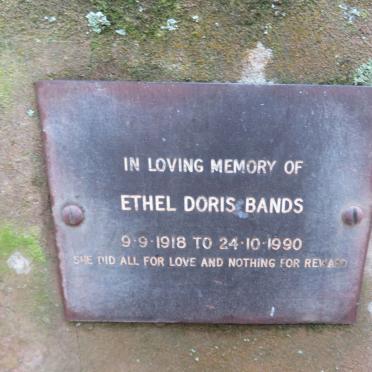 IN LOVING MEMORY OF
ETHEL DORIS BANDS
9-9-1918 TO 24-10-1990
SHE DID ALL FOR LOVE AND NOTHING FOR REWARD